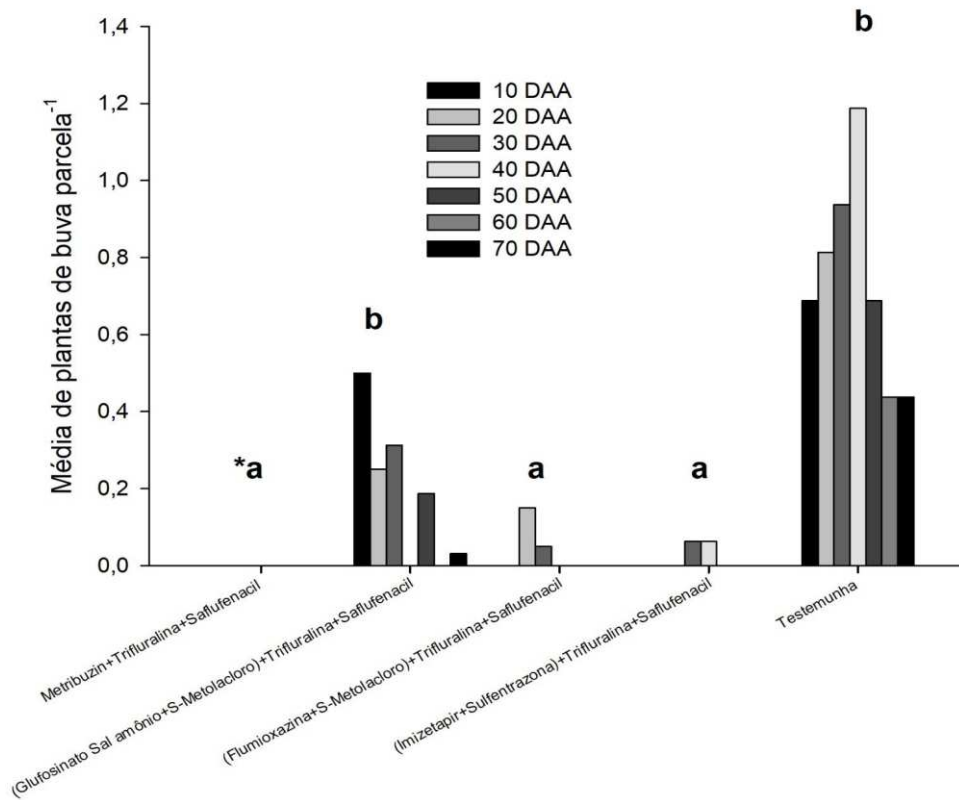 1,4
1,2
1,0
0,8
0,6
0,4
0,2
0,0
Média de plantas de buva parcela-1
10 DAA
20 DAA
30 DAA
40 DAA
50 DAA
60 DAA
70 DAA
*a
b
a
a
b
Metribuzin+Trifluralina+Saflufenacil
(Glufosinato Sal amônio+S-Metolacloro)+Trifluralina+Saflufenacil
(Flumioxazina+S-Metolacloro)+Trifluralina+Saflufenacil
(Imizetapir+Sulfentrazona)+Trifluralina+Saflufenacil
Testemunha